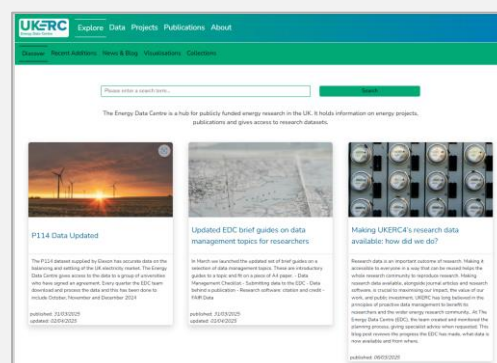 UKERC
Energy Data Centre
Explore Data Projects Publications About
Discover Recent Additions News & Blog Visualisations Collections
Please enter a search term...
Search
The Energy Data Centre is a hub for publicly funded energy research in the UK. It holds information on energy projects,
publications and gives access to research datasets.
P114 Data Updated
The P114 dataset supplied by Elexon has accurate data on the
balancing and settling of the UK electricity market. The Energy
Data Centre gives access to the data to a group of universities
who have signed an agreement. Every quarter the EDC team
download and process the data and this has been done to
include October, November and December 2024
published: 31/03/2025
updated: 02/04/2025
Updated EDC brief guides on data
management topics for researchers
In March we launched the updated set of brief guides on a
selection of data management topics. These are introductory
guides to a topic and fit on a piece of A4 paper. - Data
Management Checklist - Submitting data to the EDC - Data
behind a publication - Research software: citation and credit -
FAIR Data
published: 31/03/2025
updated: 02/04/2025
Making UKERC4's research data
available: how did we do?
Research data is an important outcome of research. Making it
accessible to everyone in a way that can be reused helps the
whole research community to reproduce research. Making
research data available, alongside journal articles and research
software, is crucial to maximising our impact, the value of our
work, and public investment. UKERC has long believed in the
principles of proactive data management to benefit its
researchers and the wider energy research community. At The
Energy Data Centre (EDC), the team created and monitored the
planning process, giving specialist advice when requested. This
blog post reviews the progress the EDC has made, what data is
now available and from where.
published: 06/03/2025